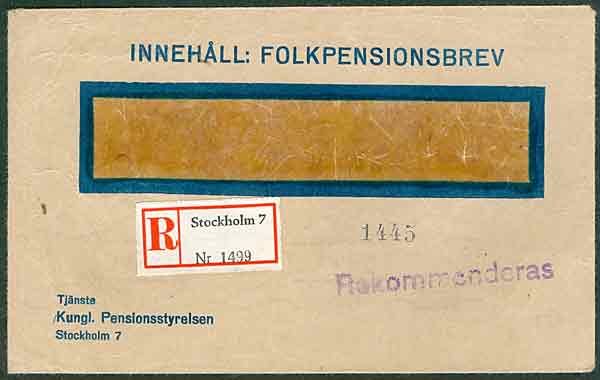 INNEHÅLL: FOLKPENSIONSBREV
R
Stockholm 7
Nr 1499
1445
Rekommenderas
Tjänste
Kungl. Pensionsstyrelsen
Stockholm 7